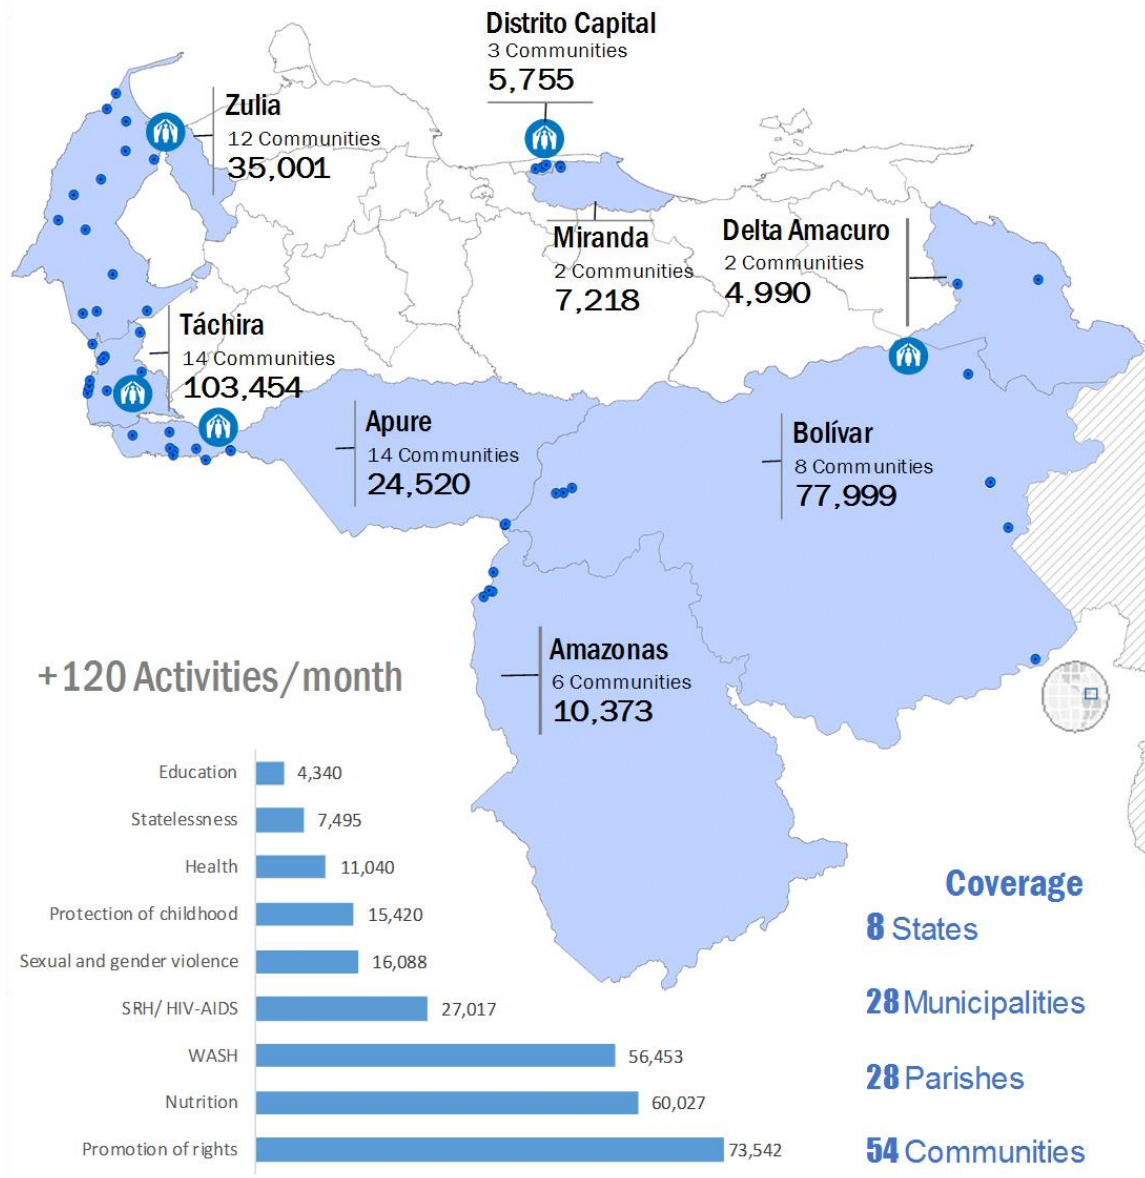 Distrito Capital
3 Communities
5,755
Zulia
12 Communities
35,001
Miranda
2 Communities
7,218
Delta Amacuro
2 Communities
4,990
Táchira
14 Communities
103,454
Apure
14 Communities
24,520
Bolívar
8 Communities
77,999
Amazonas
6 Communities
10,373
+120 Activities/month
Education 4,340
Statelessness 7,495
Health 11,040
Protection of childhood 15,420
Sexual and gender violence 16,088
SRH/ HIV-AIDS 27,017
WASH 56,453
Nutrition 60,027
Promotion of rights 73,542
Coverage
8 States
28 Municipalities
28 Parishes
54 Communities